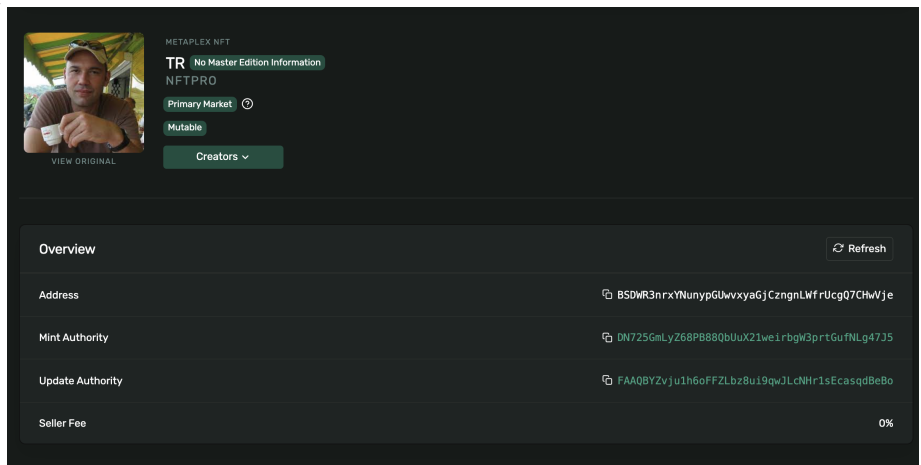 METAPLEX NFT
TR No Master Edition Information
NFTPRO
Primary Market ?
Mutable
Creators
VIEW ORIGINAL
Overview
Refresh
Address
BSDWR3nrxYNunypGUwvxyaGjCzngnLWfrUcgQ7CHwVje
Mint Authority
DN725GmLyZ68PB88QbUuX21weirbgW3prtGufNLg47J5
Update Authority
FAAQBYZvju1h6oFFZLbz8ui9qwJLcNHr1sEcasqdBeBo
Seller Fee
0%